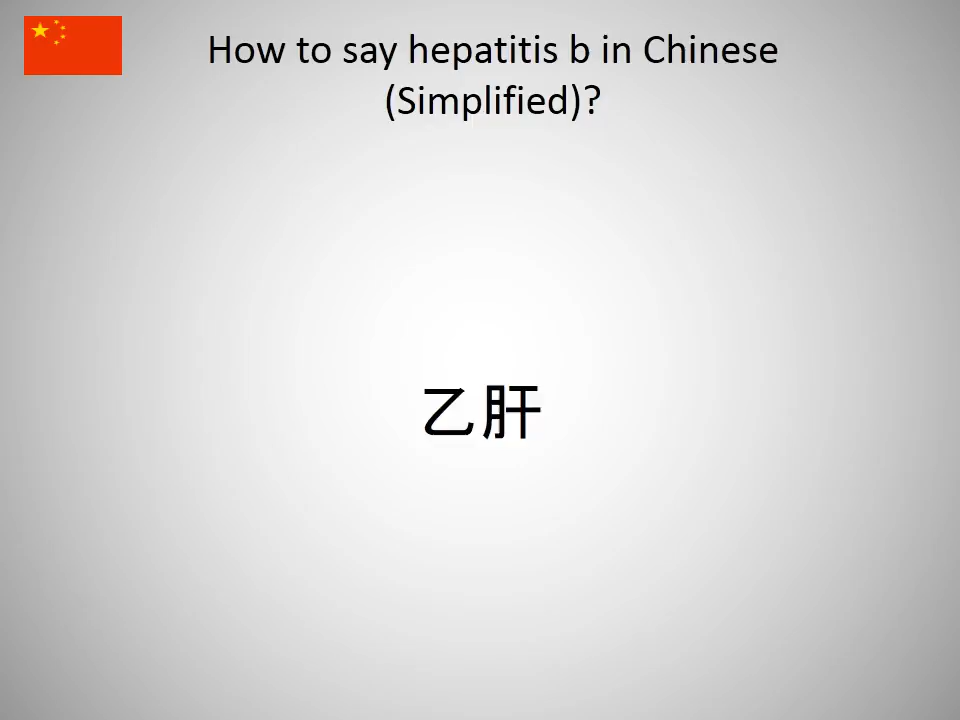 How to say hepatitis b in Chinese
(Simplified)?
乙肝